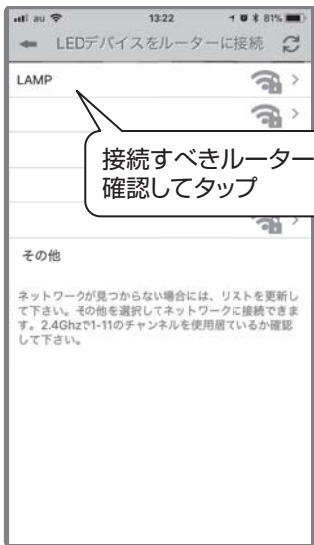 au 13:22 81%
LEDデバイスをルーターに接続
LAMP
接続すべきルーター
確認してタップ
その他
ネットワークが見つからない場合には、リストを更新し
て下さい。その他を選択してネットワークに接続できま
す。2.4Ghzで1-11のチャンネルを使用居ているか確認
して下さい。